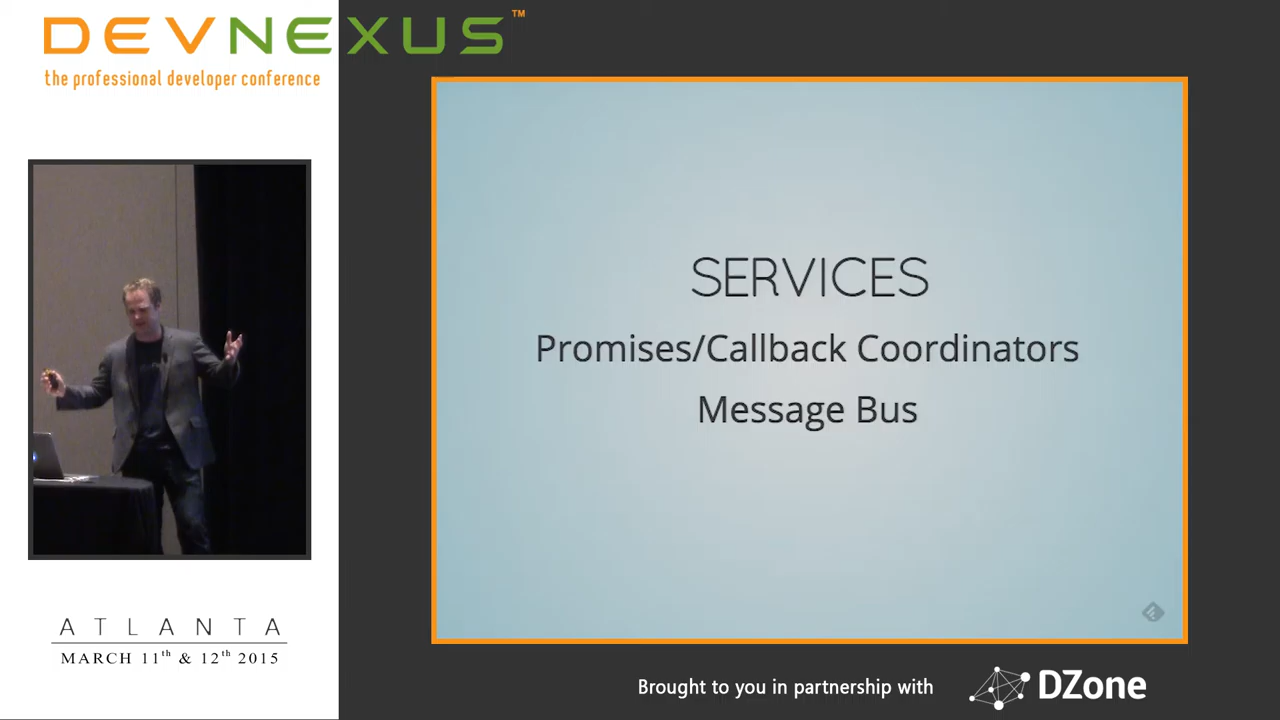 DEVNEXUS™
the professional developer conference
SERVICES
Promises/Callback Coordinators
Message Bus
ATLANTA
MARCH 11th & 12th 2015
Brought to you in partnership with DZone